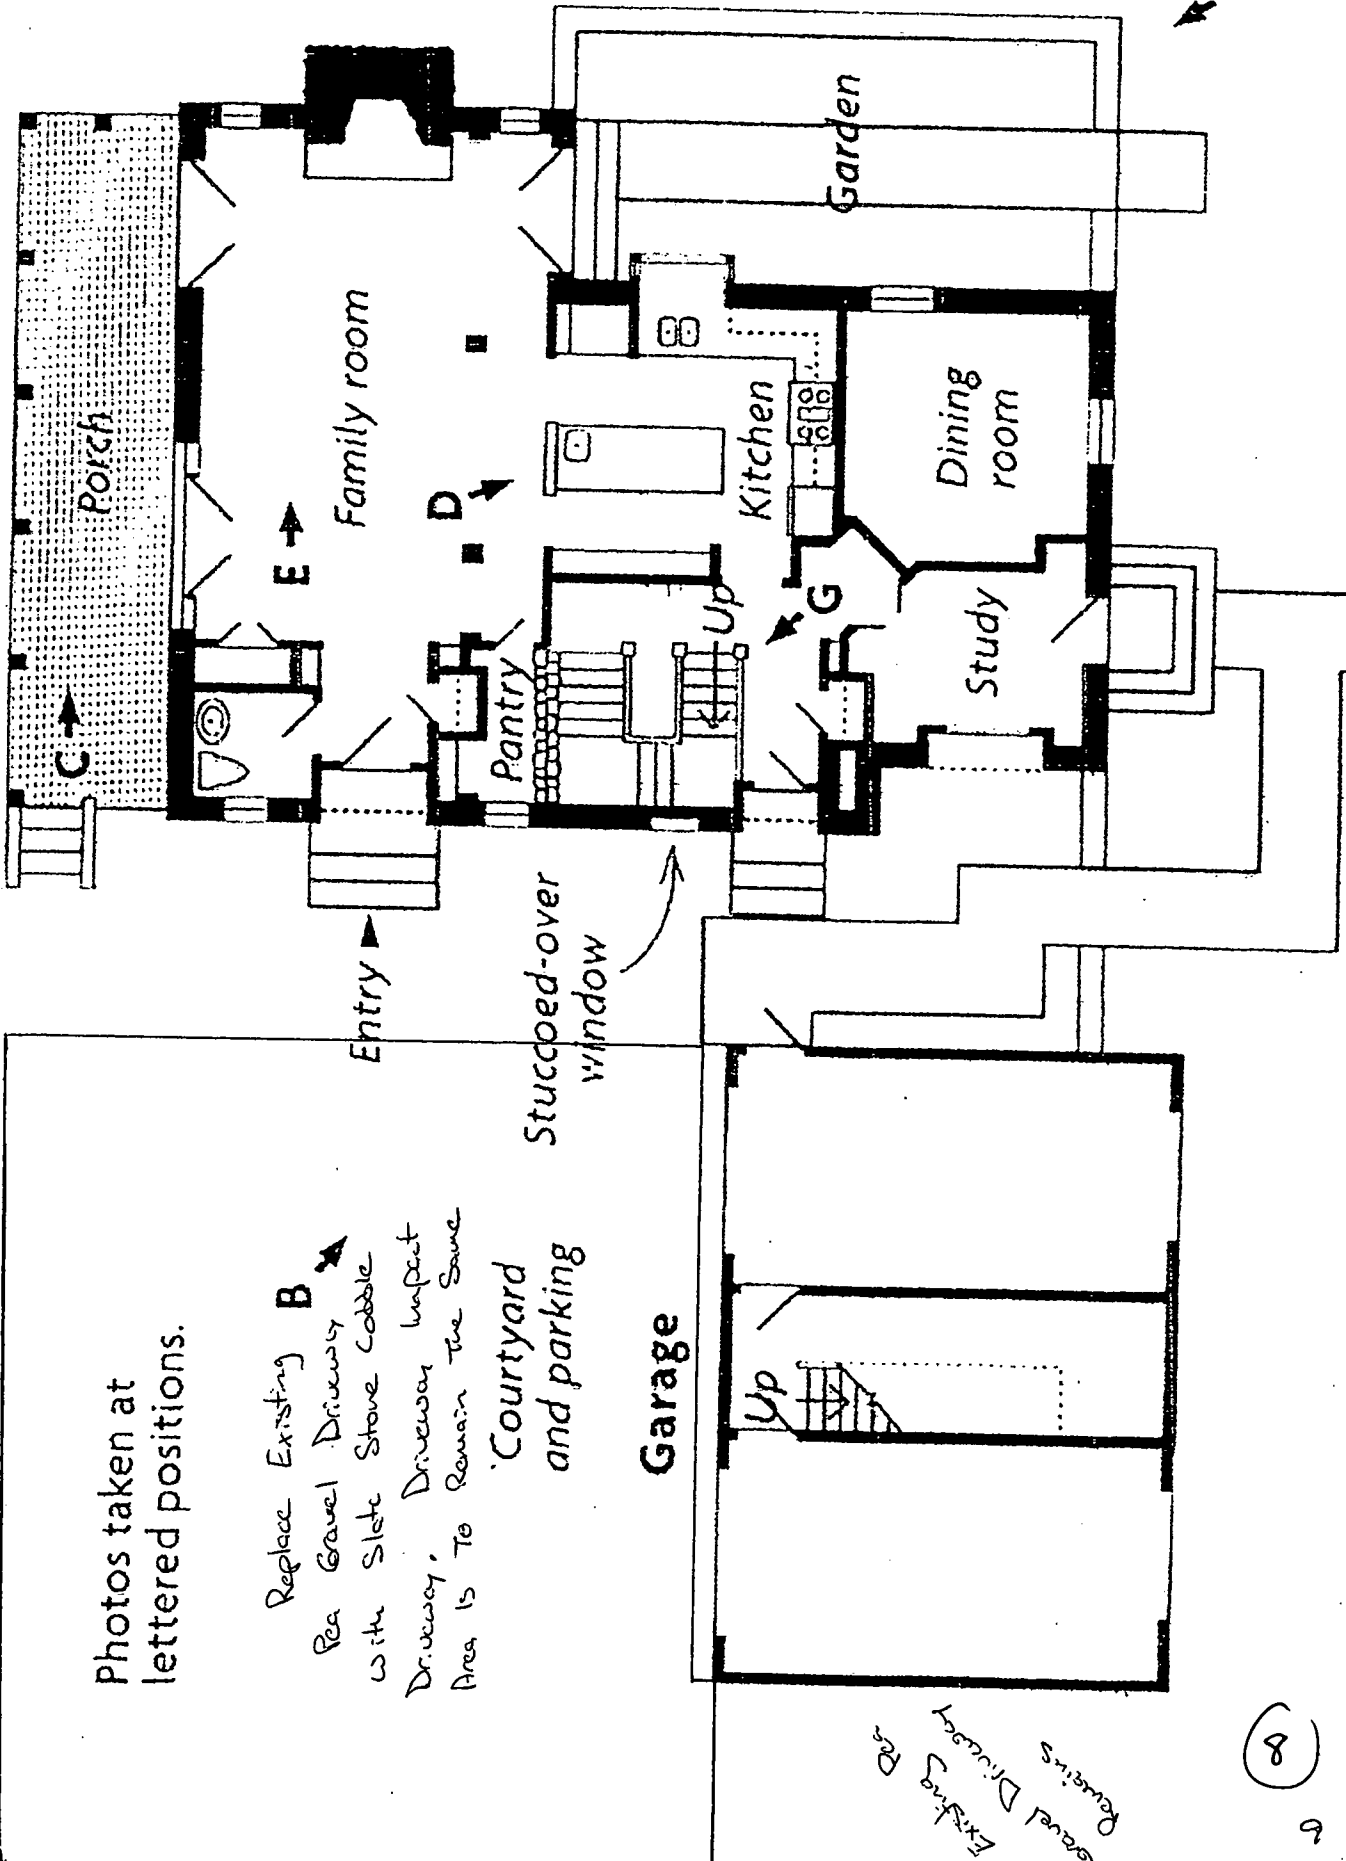 Photos taken at
lettered positions.
Replace Existing
Pea Gravel Driveway
with Slate Stone Cobble
Driveway. Driveway Impact
Area Is To Remain The Same
B
Courtyard
and parking
Garage
Up
Entry
Stuccoed-over
window
C
Porch
E
Family room
D
Pantry
Up
G
Kitchen
Study
Dining
room
Garden
Existing Pea
Gravel Driveway
Remains
8